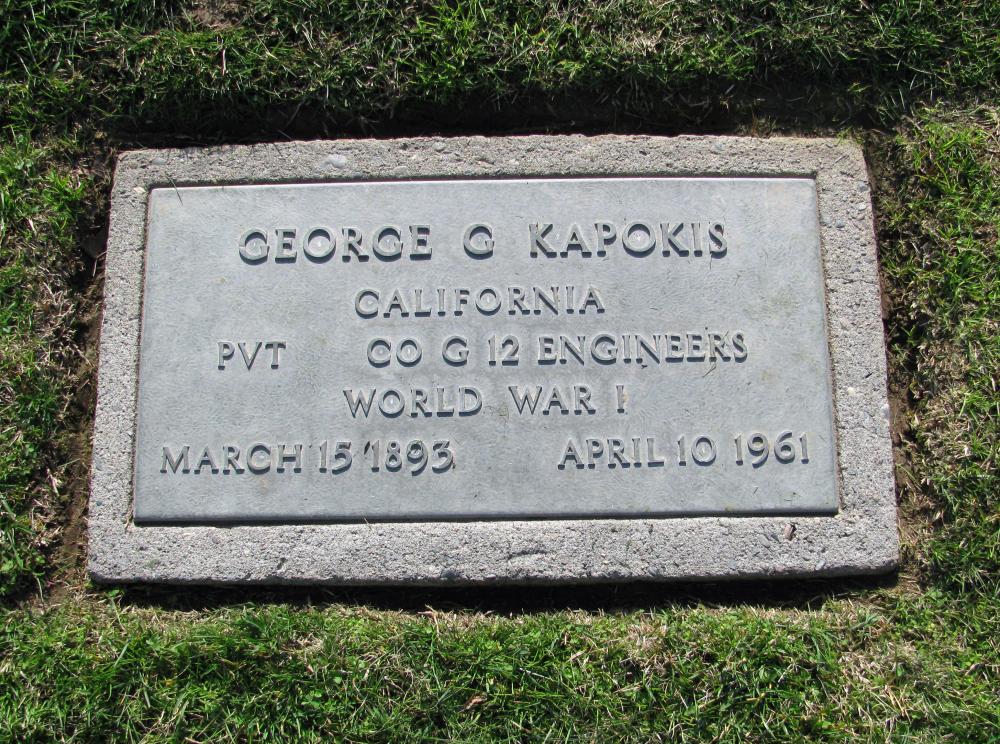 GEORGE G KAPOKIS
CALIFORNIA
PVT CO G 12 ENGINEERS
WORLD WAR I
MARCH 15 1893 APRIL 10 1961